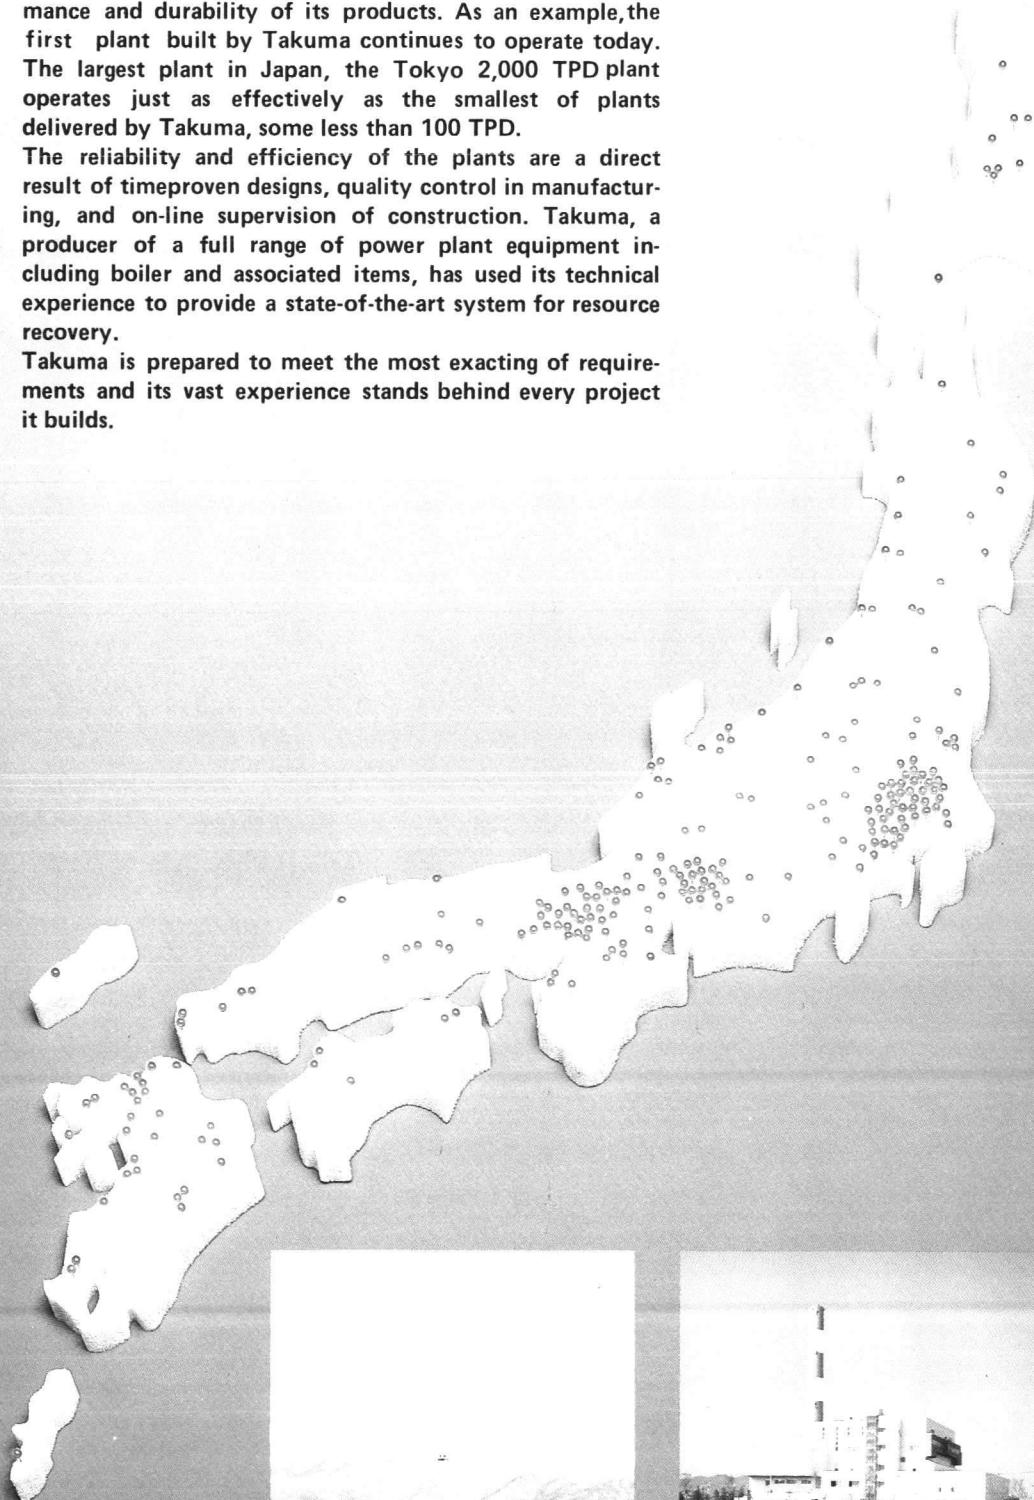 mance and durability of its products. As an example,the
first plant built by Takuma continues to operate today.
The largest plant in Japan, the Tokyo 2,000 TPD plant
operates just as effectively as the smallest of plants
delivered by Takuma, some less than 100 TPD.
The reliability and efficiency of the plants are a direct
result of timeproven designs, quality control in manufactur-
ing, and on-line supervision of construction. Takuma, a
producer of a full range of power plant equipment in-
cluding boiler and associated items, has used its technical
experience to provide a state-of-the-art system for resource
recovery.
Takuma is prepared to meet the most exacting of require-
ments and its vast experience stands behind every project
it builds.